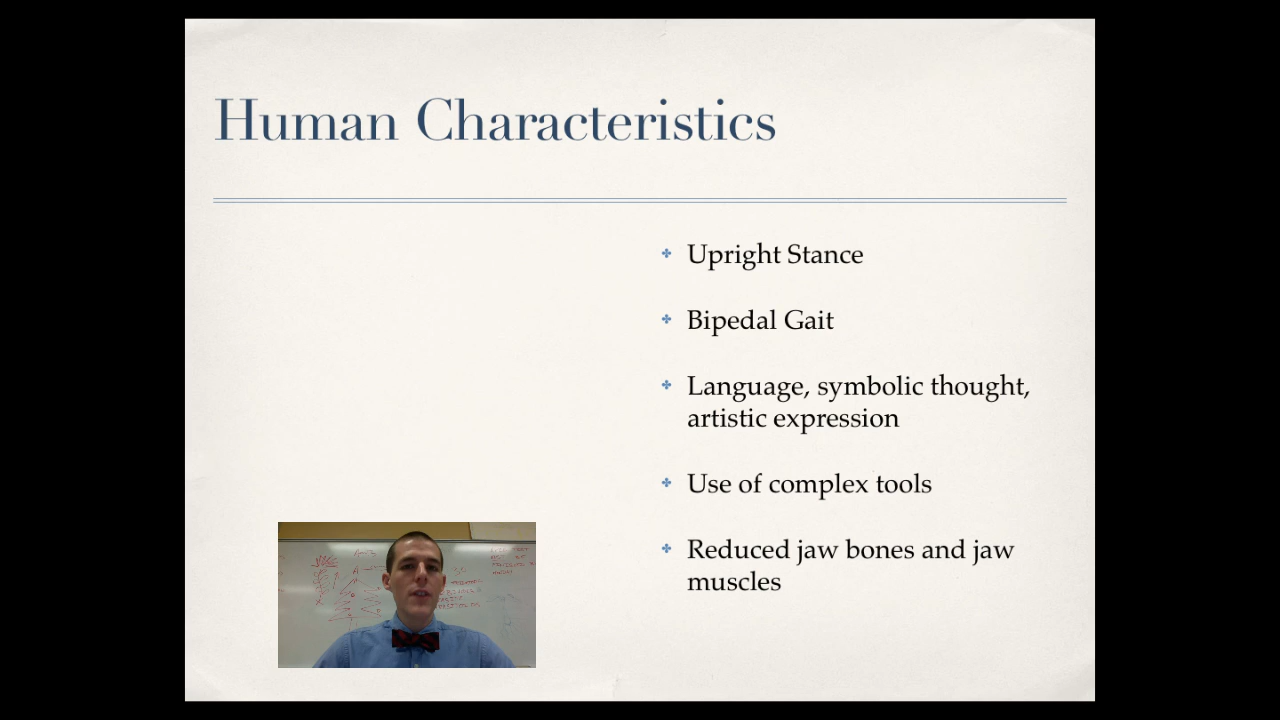 Human Characteristics
Upright Stance
Bipedal Gait
Language, symbolic thought,
artistic expression
Use of complex tools
Reduced jaw bones and jaw
muscles